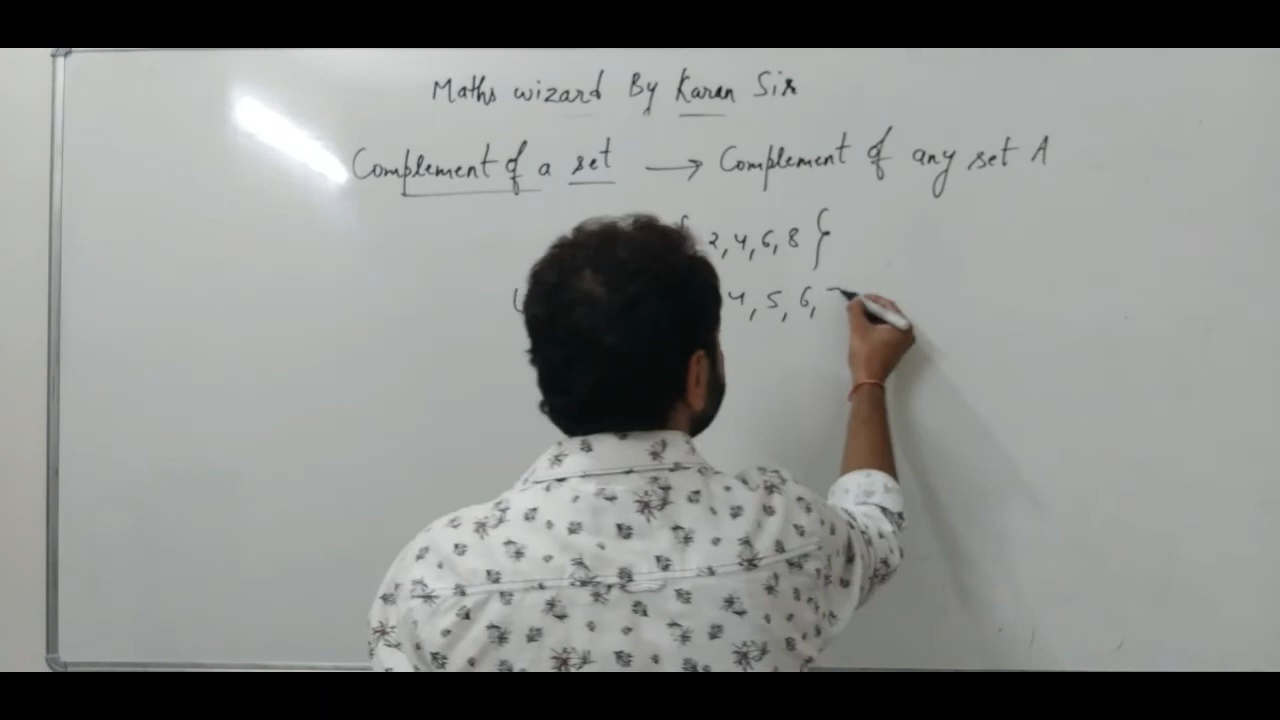 Maths wizard By Karan Sir
Complement of a set → Complement of any set A
{ 2, 4, 6, 8 }
4, 5, 6, 7